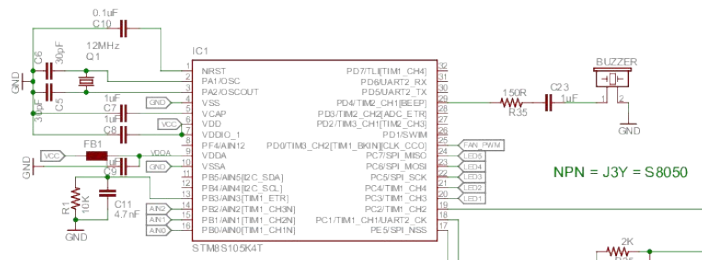 0.1uF
C10
IC1
C6
30pF
12MHz
Q1
GND
30pF
C5
C7
1uF
1uF
C8
GND
VCC
FB1
VDDA
GND
GND
1uF
C9
R1
10K
C11
4.7nF
GND
AIN2
AIN1
AIN0
1 NRST PD7/TLI[TIM1_CH4] 32
2 PA1/OSC PD6/UART2_RX 31
3 PA2/OSCOUT PD5/UART2_TX 30
4 VSS PD4/TIM2_CH1[BEEP] 29
5 VCAP PD3/TIM2_CH2[ADC_ETR] 28
6 VDD PD2/TIM3_CH1[TIM2_CH3] 27
7 VDDIO_1 PD1/SWIM 26
8 PF4/AIN12 PD0/TIM3_CH2[TIM1_BKIN][CLK_CCO] 25
9 VDDA PC7/SPI_MISO 24
10 VSSA PC6/SPI_MOSI 23
11 PB5/AIN5[I2C_SDA] PC5/SPI_SCK 22
12 PB4/AIN4[I2C_SCL] PC4/TIM1_CH4 21
13 PB3/AIN3[TIM1_ETR] PC3/TIM1_CH3 20
14 PB2/AIN2[TIM1_CH3N] PC2/TIM1_CH2 19
15 PB1/AIN1[TIM1_CH2N] PC1/TIM1_CH1/UART2_CK 18
16 PB0/AIN0[TIM1_CH1N] PE5/SPI_NSS 17
STM8S105K4T
VCC
FAN_PWM
LED5
LED4
LED3
LED2
LED1
150R
R35
C23
1uF
BUZZER
1 2
GND
NPN = J3Y = S8050
2K